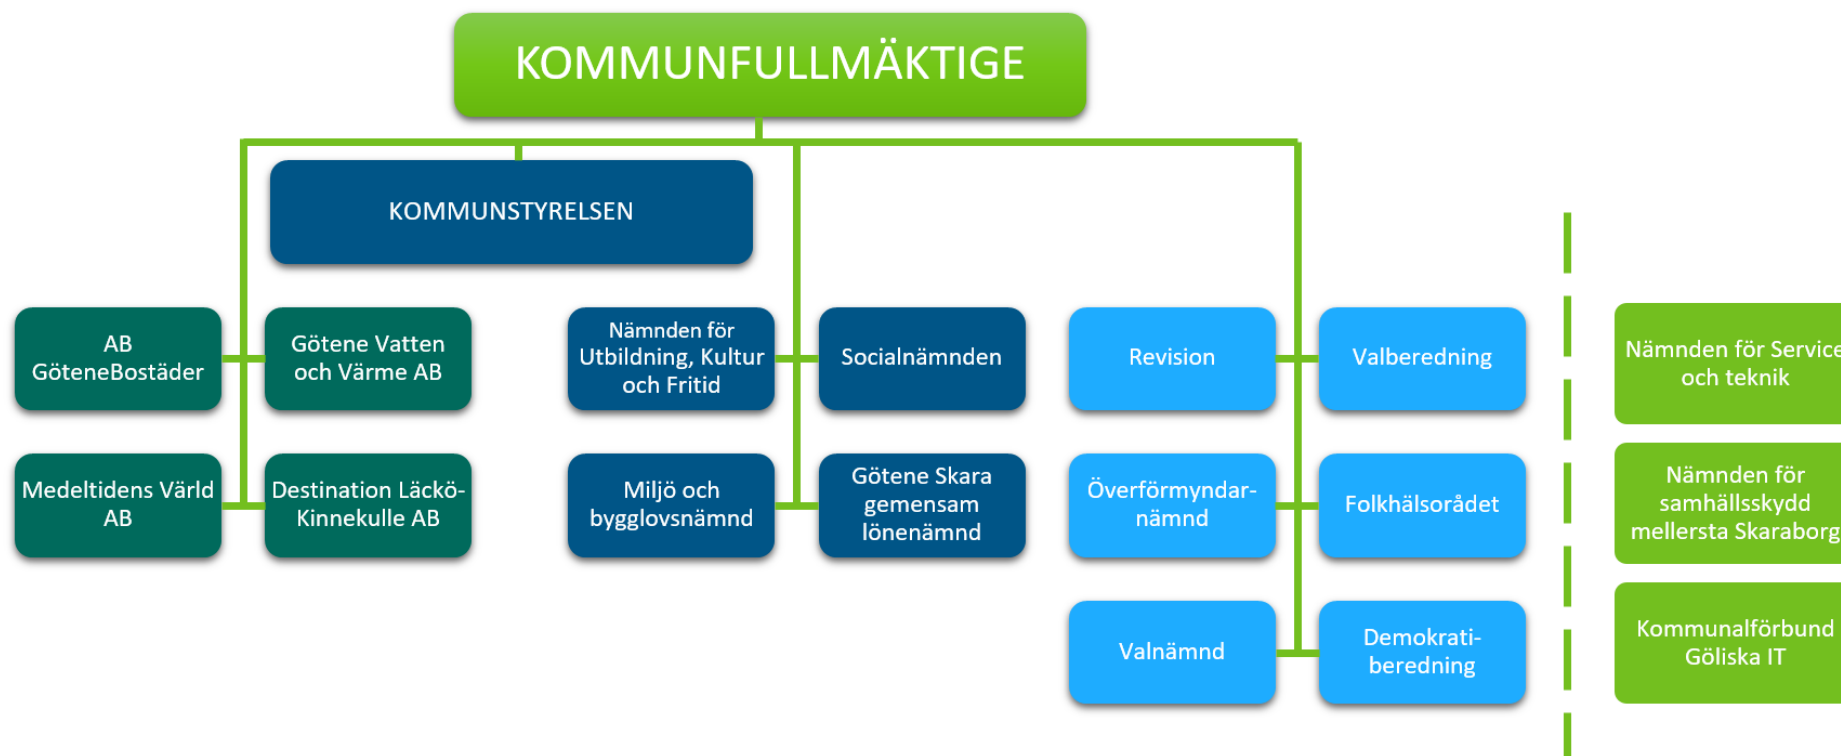 KOMMUNFULLMÄKTIGE
KOMMUNSTYRELSEN
AB
GöteneBostäder
Götene Vatten
och Värme AB
Medeltidens Värld
AB
Destination Läckö-
Kinnekulle AB
Nämnden för
Utbildning, Kultur
och Fritid
Socialnämnden
Miljö och
bygglovsnämnd
Götene Skara
gemensam
lönenämnd
Revision
Valberedning
Överförmyndar-
nämnd
Folkhälsorådet
Valnämnd
Demokrati-
beredning
Nämnden för Service
och teknik
Nämnden för
samhällsskydd
mellersta Skaraborg
Kommunalförbund
Göliska IT